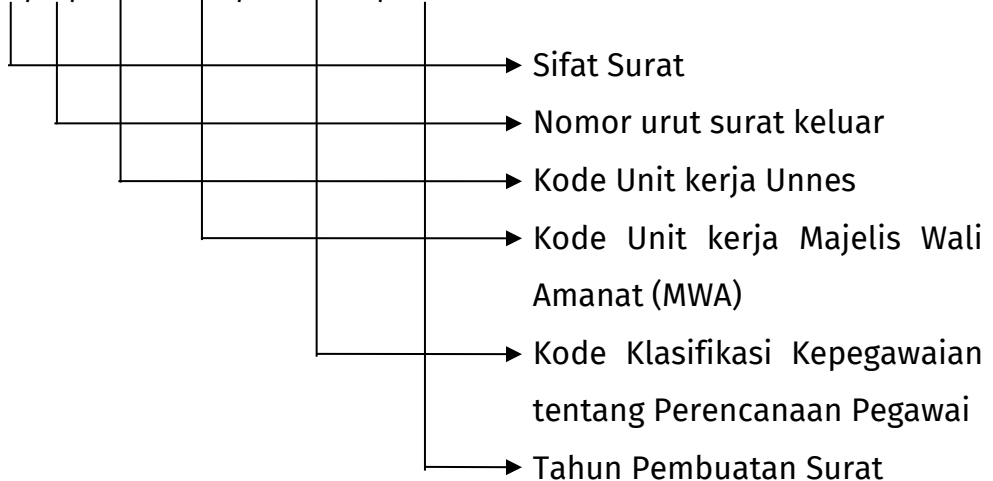 Sifat Surat
Nomor urut surat keluar
Kode Unit kerja Unnes
Kode Unit kerja Majelis Wali
Amanat (MWA)
Kode Klasifikasi Kepegawaian
tentang Perencanaan Pegawai
Tahun Pembuatan Surat